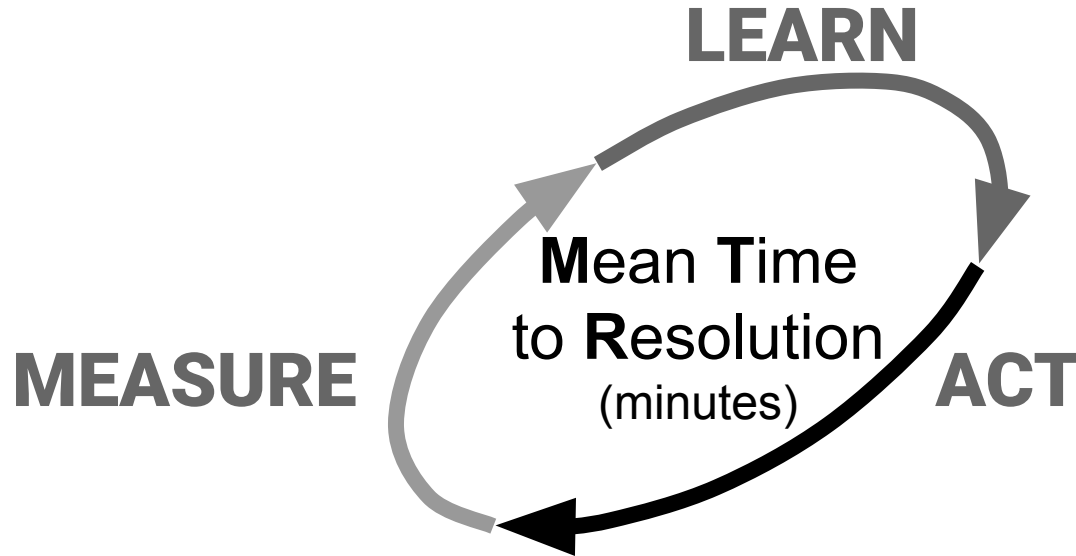 LEARN
Mean Time
to Resolution
(minutes)
MEASURE
ACT